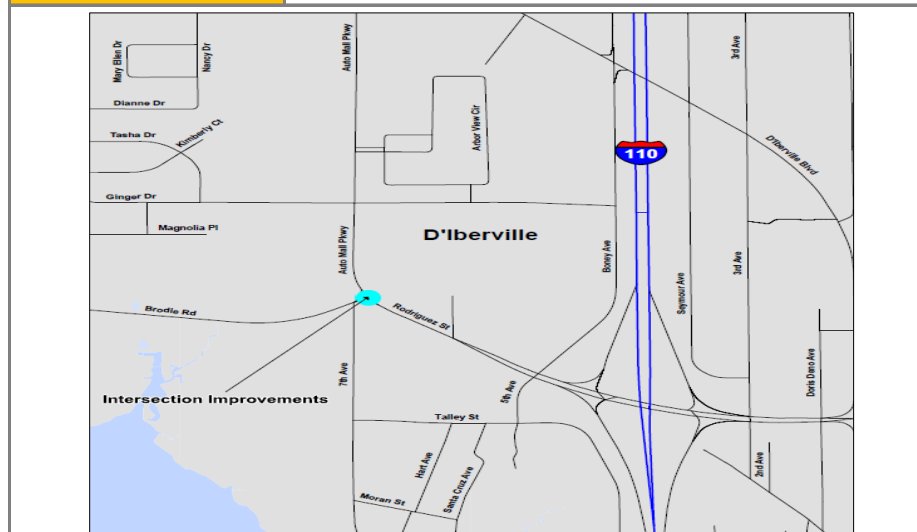 Mary Ellen Dr
Nancy Dr
Auto Mall Pkwy
3rd Ave
Dianne Dr
Tasha Dr
Kimberly Ct
Arbor View Cir
110
D'Iberville Blvd
Ginger Dr
Magnolia Pl
D'Iberville
Auto Mall Pkwy
Boney Ave
3rd Ave
Seymour Ave
Brodie Rd
Rodriguez St
7th Ave
5th Ave
Doris Deno Ave
Intersection Improvements
Talley St
Hart Ave
Santa Cruz Ave
2nd Ave
Moran St